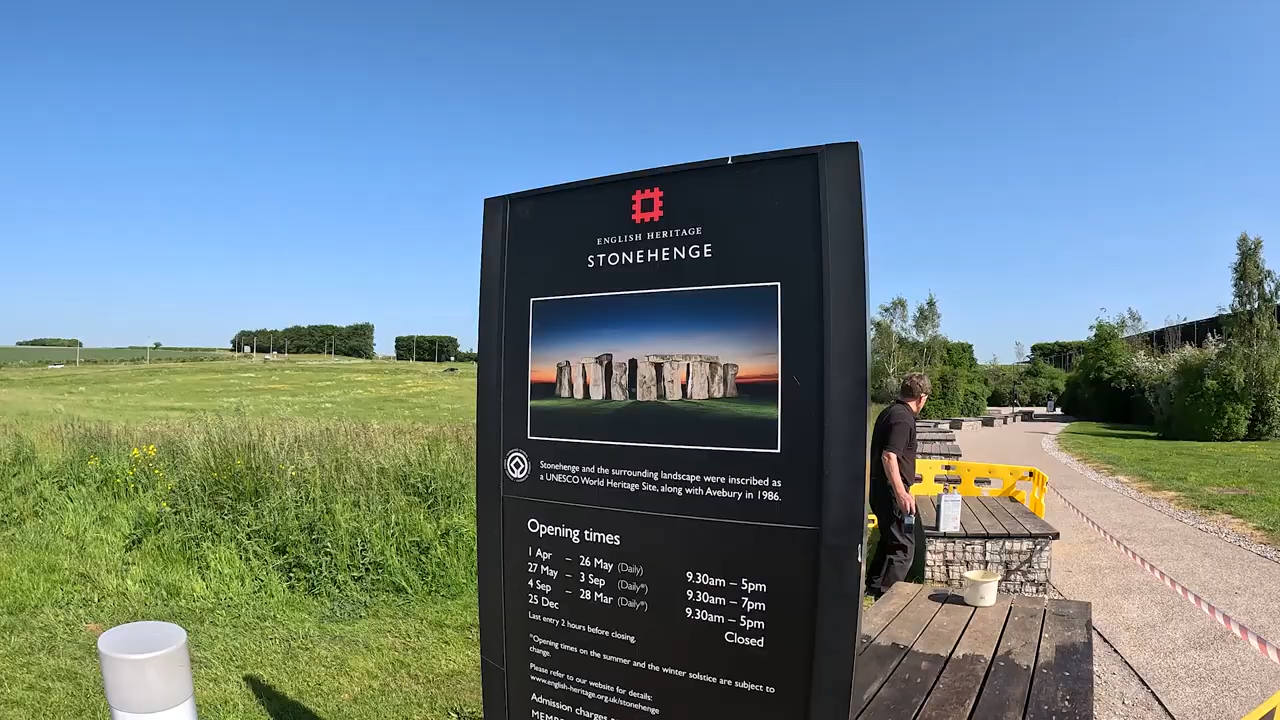 ENGLISH HERITAGE
STONEHENGE
Stonehenge and the surrounding landscape were inscribed as
a UNESCO World Heritage Site, along with Avebury in 1986.
Opening times
1 Apr – 26 May (Daily) 9.30am – 5pm
27 May – 3 Sep (Daily*) 9.30am – 7pm
4 Sep – 28 Mar (Daily*) 9.30am – 5pm
25 Dec Closed
Last entry 2 hours before closing.
*Opening times on the summer and the winter solstice are subject to
change.
Please refer to our website for details:
www.english-heritage.org.uk/stonehenge
Admission charges